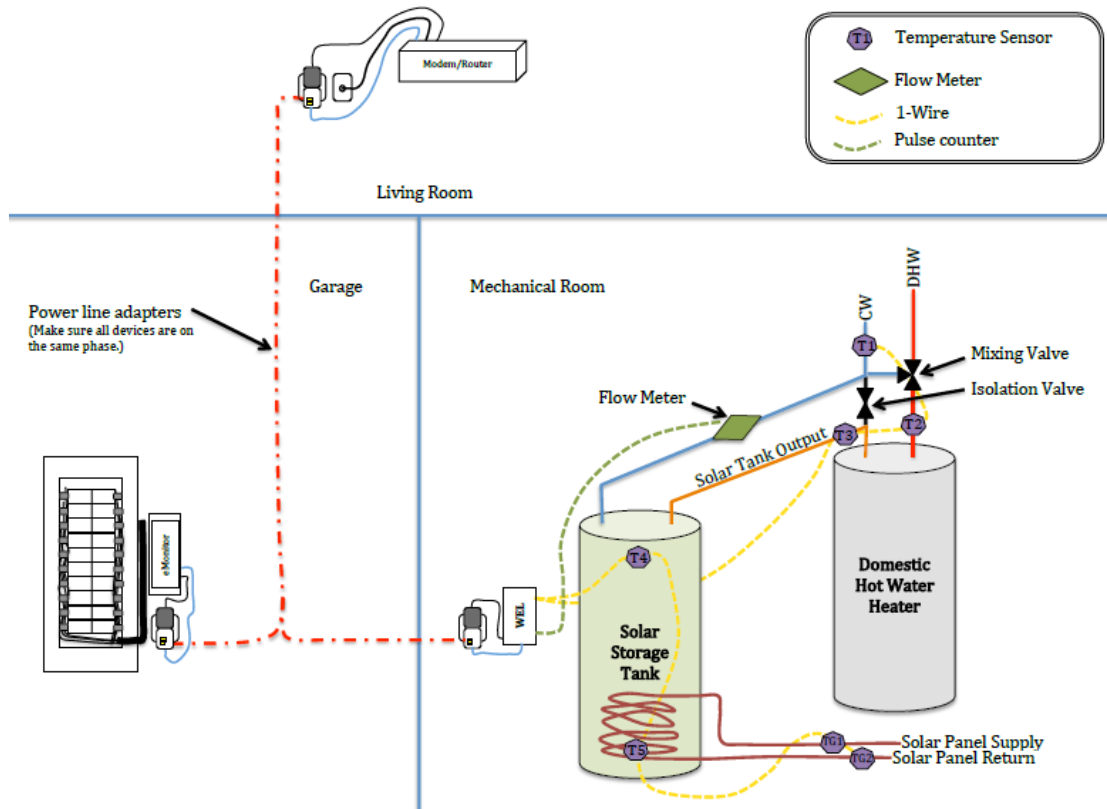 Modem/Router
T1
Temperature Sensor
Flow Meter
1-Wire
Pulse counter
Living Room
Garage
Mechanical Room
Power line adapters
(Make sure all devices are on
the same phase.)
CW
DHW
T1
Mixing Valve
Isolation Valve
Flow Meter
T2
T3
Solar Tank Output
eMonitor
WEL
T4
Solar
Storage
Tank
Domestic
Hot Water
Heater
T5
TG1
Solar Panel Supply
TG2
Solar Panel Return